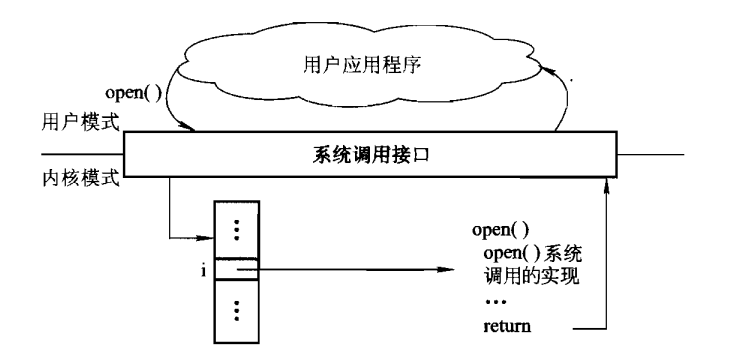 用户应用程序
open( )
用户模式
系统调用接口
内核模式
⋮
i
⋮
open( )
open( )系统
调用的实现
…
return